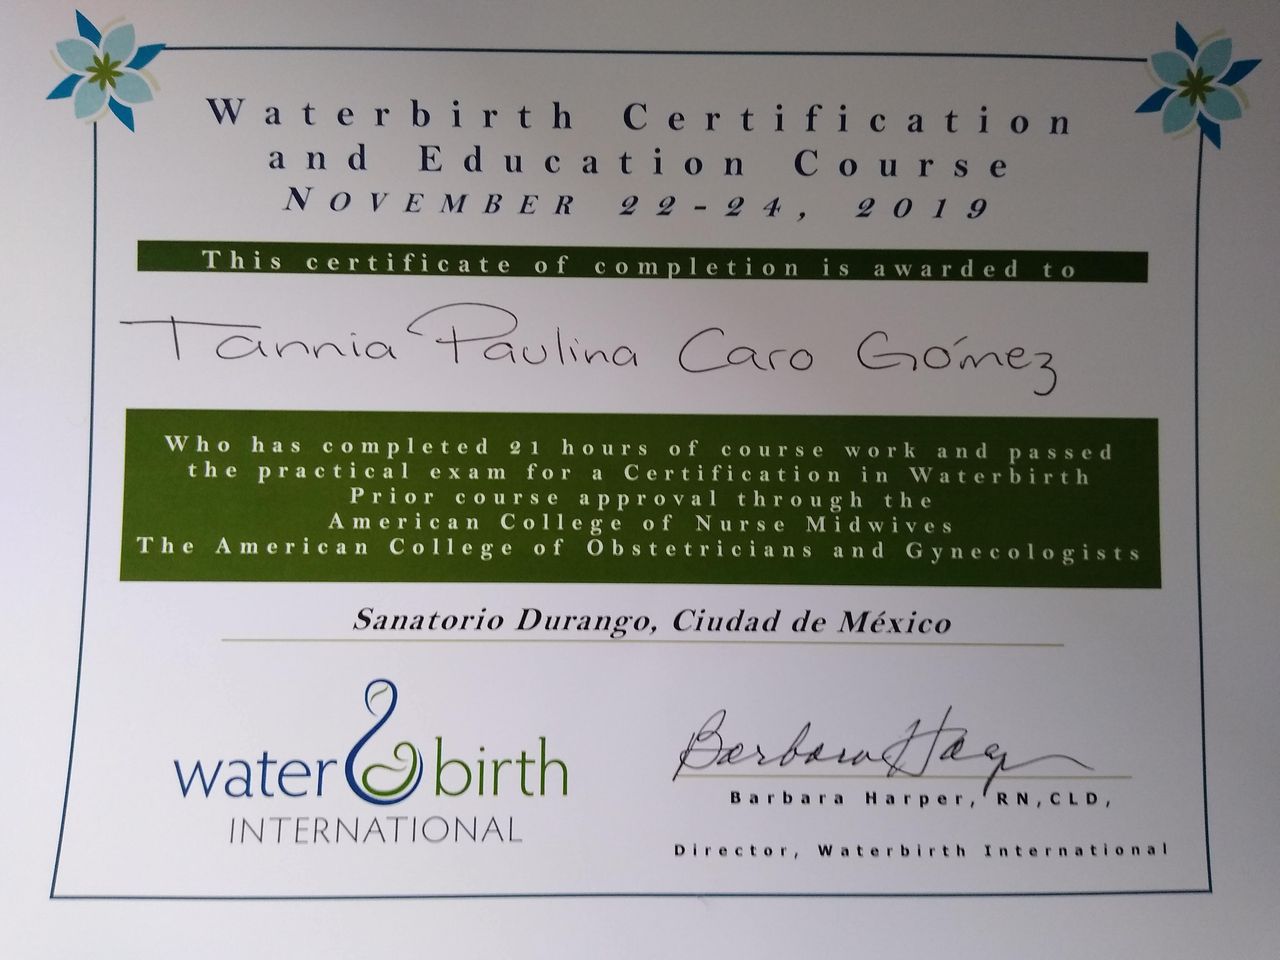 Waterbirth Certification
and Education Course
NOVEMBER 22-24, 2019
This certificate of completion is awarded to
Tannia Paulina Caro Gómez
Who has completed 21 hours of course work and passed
the practical exam for a Certification in Waterbirth
Prior course approval through the
American College of Nurse Midwives
The American College of Obstetricians and Gynecologists
Sanatorio Durango, Ciudad de México
water birth
INTERNATIONAL
Barbara Harper
Barbara Harper, RN,CLD,
Director, Waterbirth International